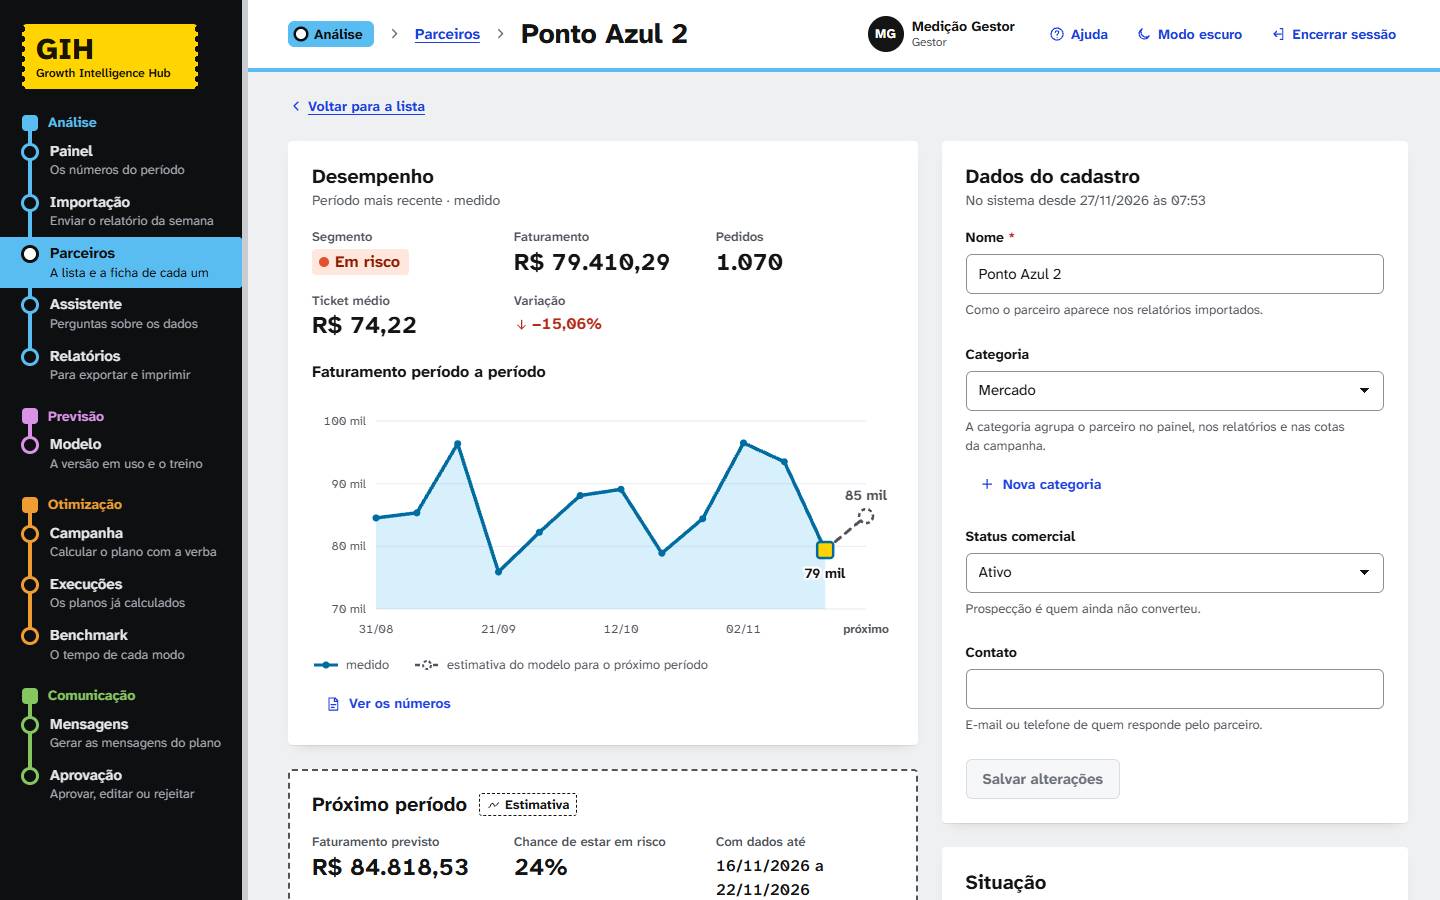 GIH
Growth Intelligence Hub
Análise
Painel
Os números do período
Importação
Enviar o relatório da semana
Parceiros
A lista e a ficha de cada um
Assistente
Perguntas sobre os dados
Relatórios
Para exportar e imprimir
Previsão
Modelo
A versão em uso e o treino
Otimização
Campanha
Calcular o plano com a verba
Execuções
Os planos já calculados
Benchmark
O tempo de cada modo
Comunicação
Mensagens
Gerar as mensagens do plano
Aprovação
Aprovar, editar ou rejeitar
Análise
Parceiros
Ponto Azul 2
MG
Medição Gestor
Gestor
Ajuda
Modo escuro
Encerrar sessão
Voltar para a lista
Desempenho
Período mais recente · medido
Segmento
Em risco
Faturamento
R$ 79.410,29
Pedidos
1.070
Ticket médio
R$ 74,22
Variação
↓ −15,06%
Faturamento período a período
100 mil
90 mil
80 mil
70 mil
85 mil
79 mil
31/08
21/09
12/10
02/11
próximo
medido
estimativa do modelo para o próximo período
Ver os números
Próximo período
Estimativa
Faturamento previsto
R$ 84.818,53
Chance de estar em risco
24%
Com dados até
16/11/2026 a
22/11/2026
Dados do cadastro
No sistema desde 27/11/2026 às 07:53
Nome *
Ponto Azul 2
Como o parceiro aparece nos relatórios importados.
Categoria
Mercado
A categoria agrupa o parceiro no painel, nos relatórios e nas cotas
da campanha.
+ Nova categoria
Status comercial
Ativo
Prospecção é quem ainda não converteu.
Contato
E-mail ou telefone de quem responde pelo parceiro.
Salvar alterações
Situação